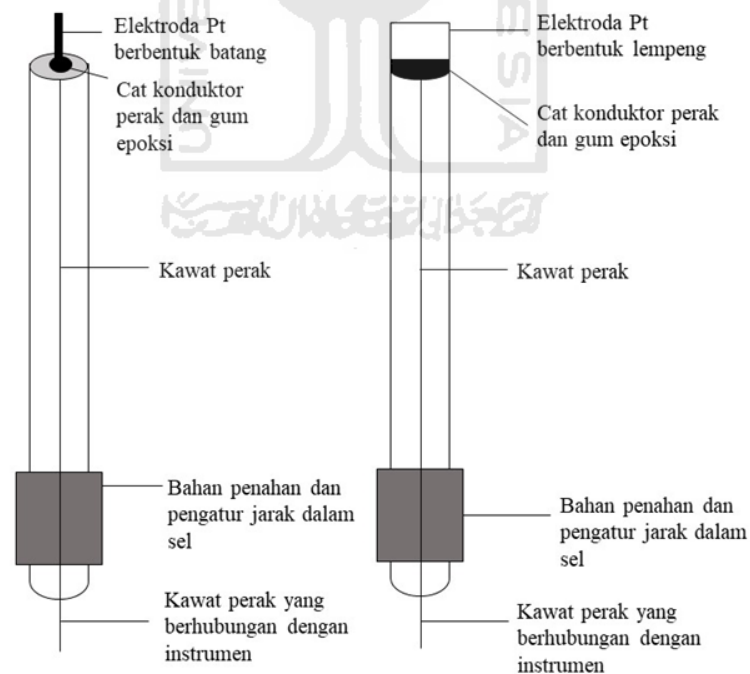 Elektroda Pt
berbentuk batang
Cat konduktor
perak dan gum
epoksi
Kawat perak
Bahan penahan dan
pengatur jarak dalam
sel
Kawat perak yang
berhubungan dengan
instrumen
Elektroda Pt
berbentuk lempeng
Cat konduktor perak
dan gum epoksi
Kawat perak
Bahan penahan dan
pengatur jarak dalam
sel
Kawat perak yang
berhubungan dengan
instrumen